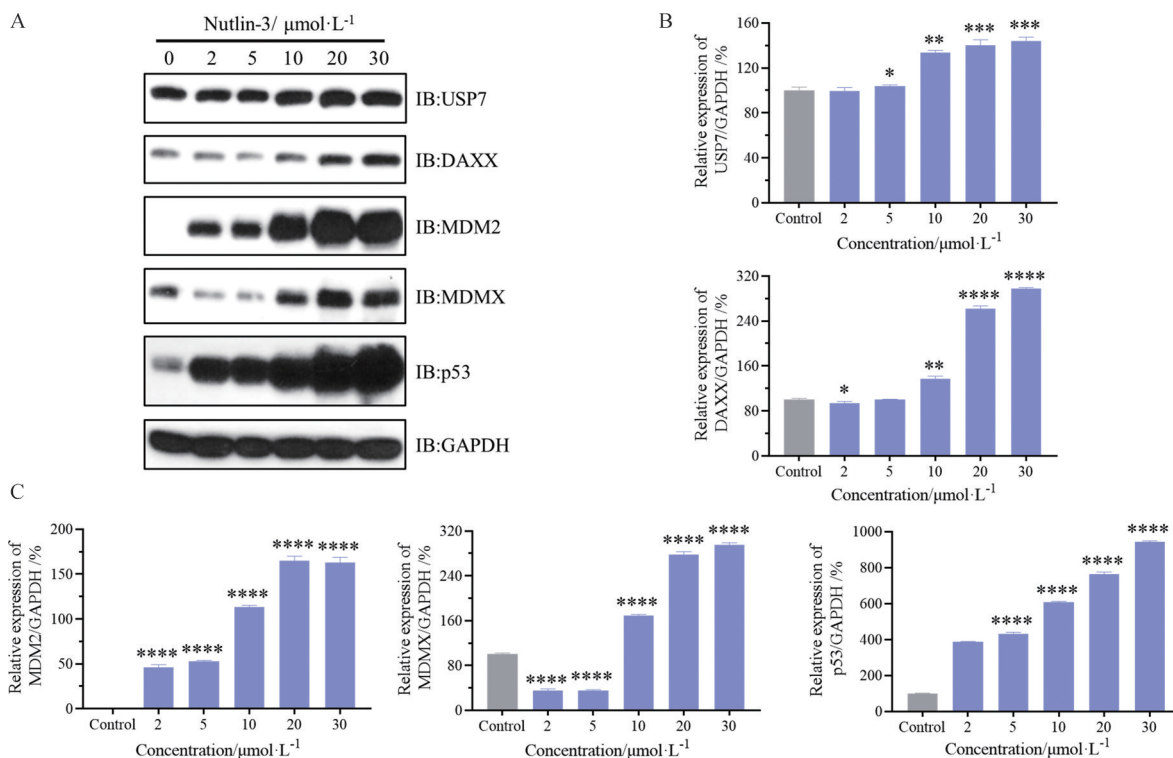 A
Nutlin-3/ μmol·L⁻¹
0 2 5 10 20 30
IB:USP7
IB:DAXX
IB:MDM2
IB:MDMX
IB:p53
IB:GAPDH
B
Relative expression of
USP7/GAPDH /%
160
120
80
40
0
* ** *** ***
Control 2 5 10 20 30
Concentration/μmol·L⁻¹
Relative expression of
DAXX/GAPDH /%
320
240
160
80
0
* ** **** ****
Control 2 5 10 20 30
Concentration/μmol·L⁻¹
C
Relative expression of
MDM2/GAPDH /%
200
150
100
50
0
**** **** **** **** ****
Control 2 5 10 20 30
Concentration/μmol·L⁻¹
Relative expression of
MDMX/GAPDH /%
320
240
160
80
0
**** **** **** **** ****
Control 2 5 10 20 30
Concentration/μmol·L⁻¹
Relative expression of
p53/GAPDH /%
1000
800
600
400
200
0
**** **** **** ****
Control 2 5 10 20 30
Concentration/μmol·L⁻¹